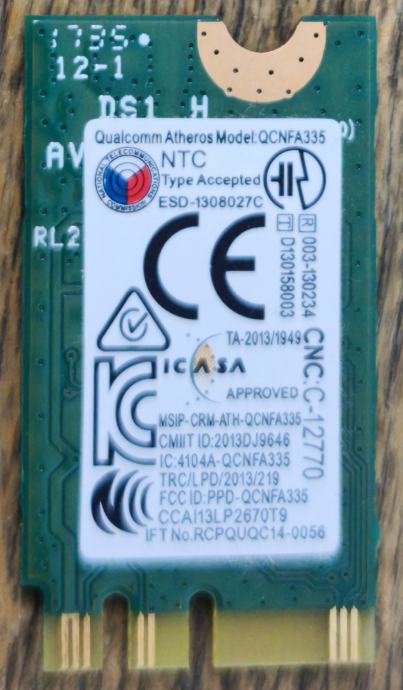 1735
12-1
DS1 H
AV
RL2
Qualcomm Atheros Model:QCNFA335
NTC
Type Accepted
ESD-1308027C
CE
R 003-130234
T D130158003
TA-2013/1949
ICASA
APPROVED
CNC:C-12770
MSIP-CRM-ATH-QCNFA335
CMIIT ID:2013DJ9646
IC:4104A-QCNFA335
TRC/LPD/2013/219
FCC ID:PPD-QCNFA335
CCAI13LP2670T9
IFT No.RCPQUQC14-0056